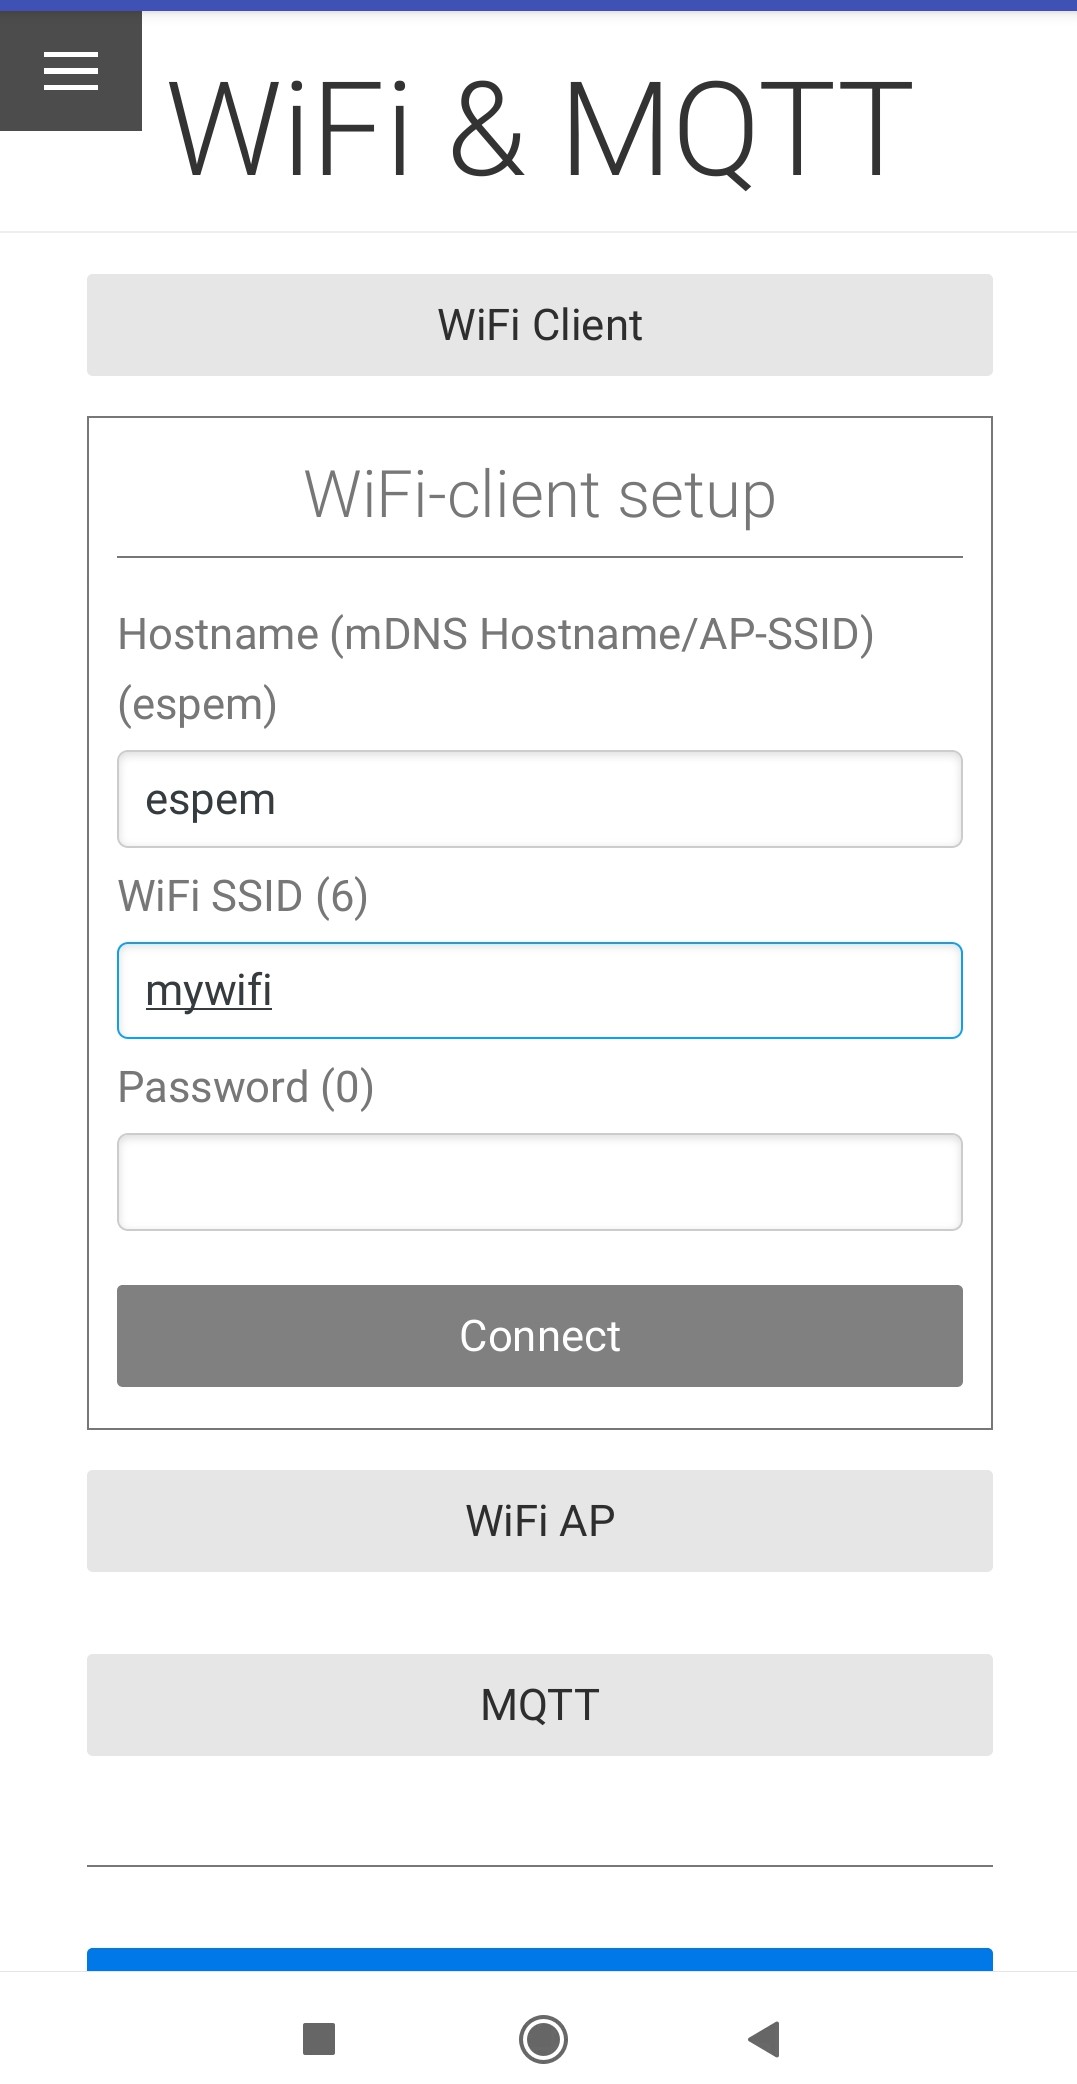 WiFi & MQTT
WiFi Client
WiFi-client setup
Hostname (mDNS Hostname/AP-SSID)
(espem)
espem
WiFi SSID (6)
mywifi
Password (0)
Connect
WiFi AP
MQTT